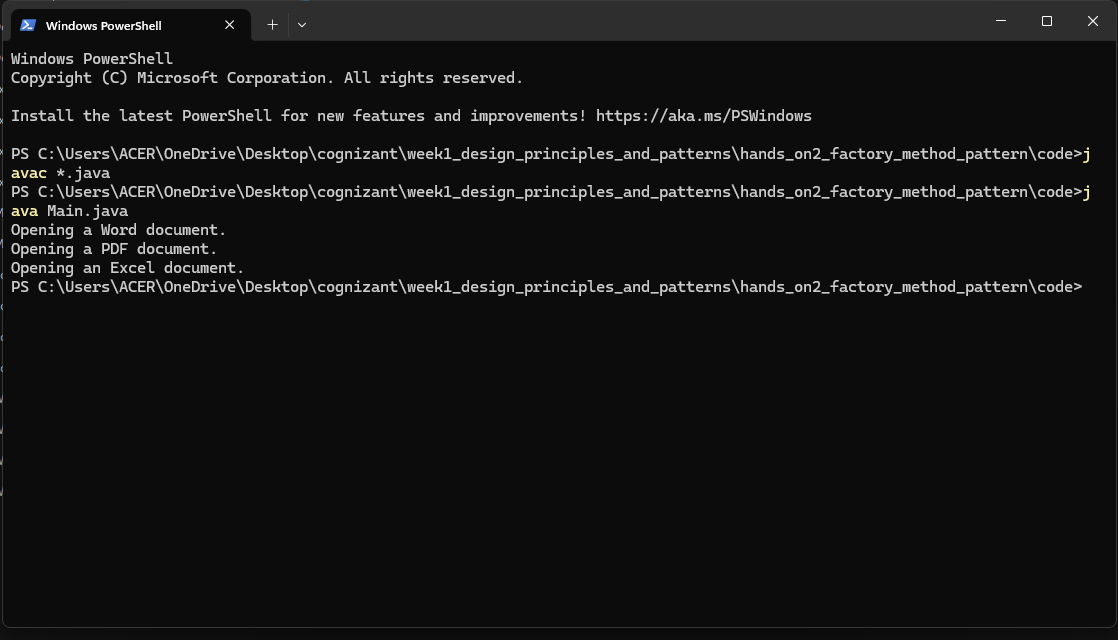 Windows PowerShell
Windows PowerShell
Copyright (C) Microsoft Corporation. All rights reserved.
Install the latest PowerShell for new features and improvements! https://aka.ms/PSWindows
PS C:\Users\ACER\OneDrive\Desktop\cognizant\week1_design_principles_and_patterns\hands_on2_factory_method_pattern\code>j
avac *.java
PS C:\Users\ACER\OneDrive\Desktop\cognizant\week1_design_principles_and_patterns\hands_on2_factory_method_pattern\code>j
ava Main.java
Opening a Word document.
Opening a PDF document.
Opening an Excel document.
PS C:\Users\ACER\OneDrive\Desktop\cognizant\week1_design_principles_and_patterns\hands_on2_factory_method_pattern\code>